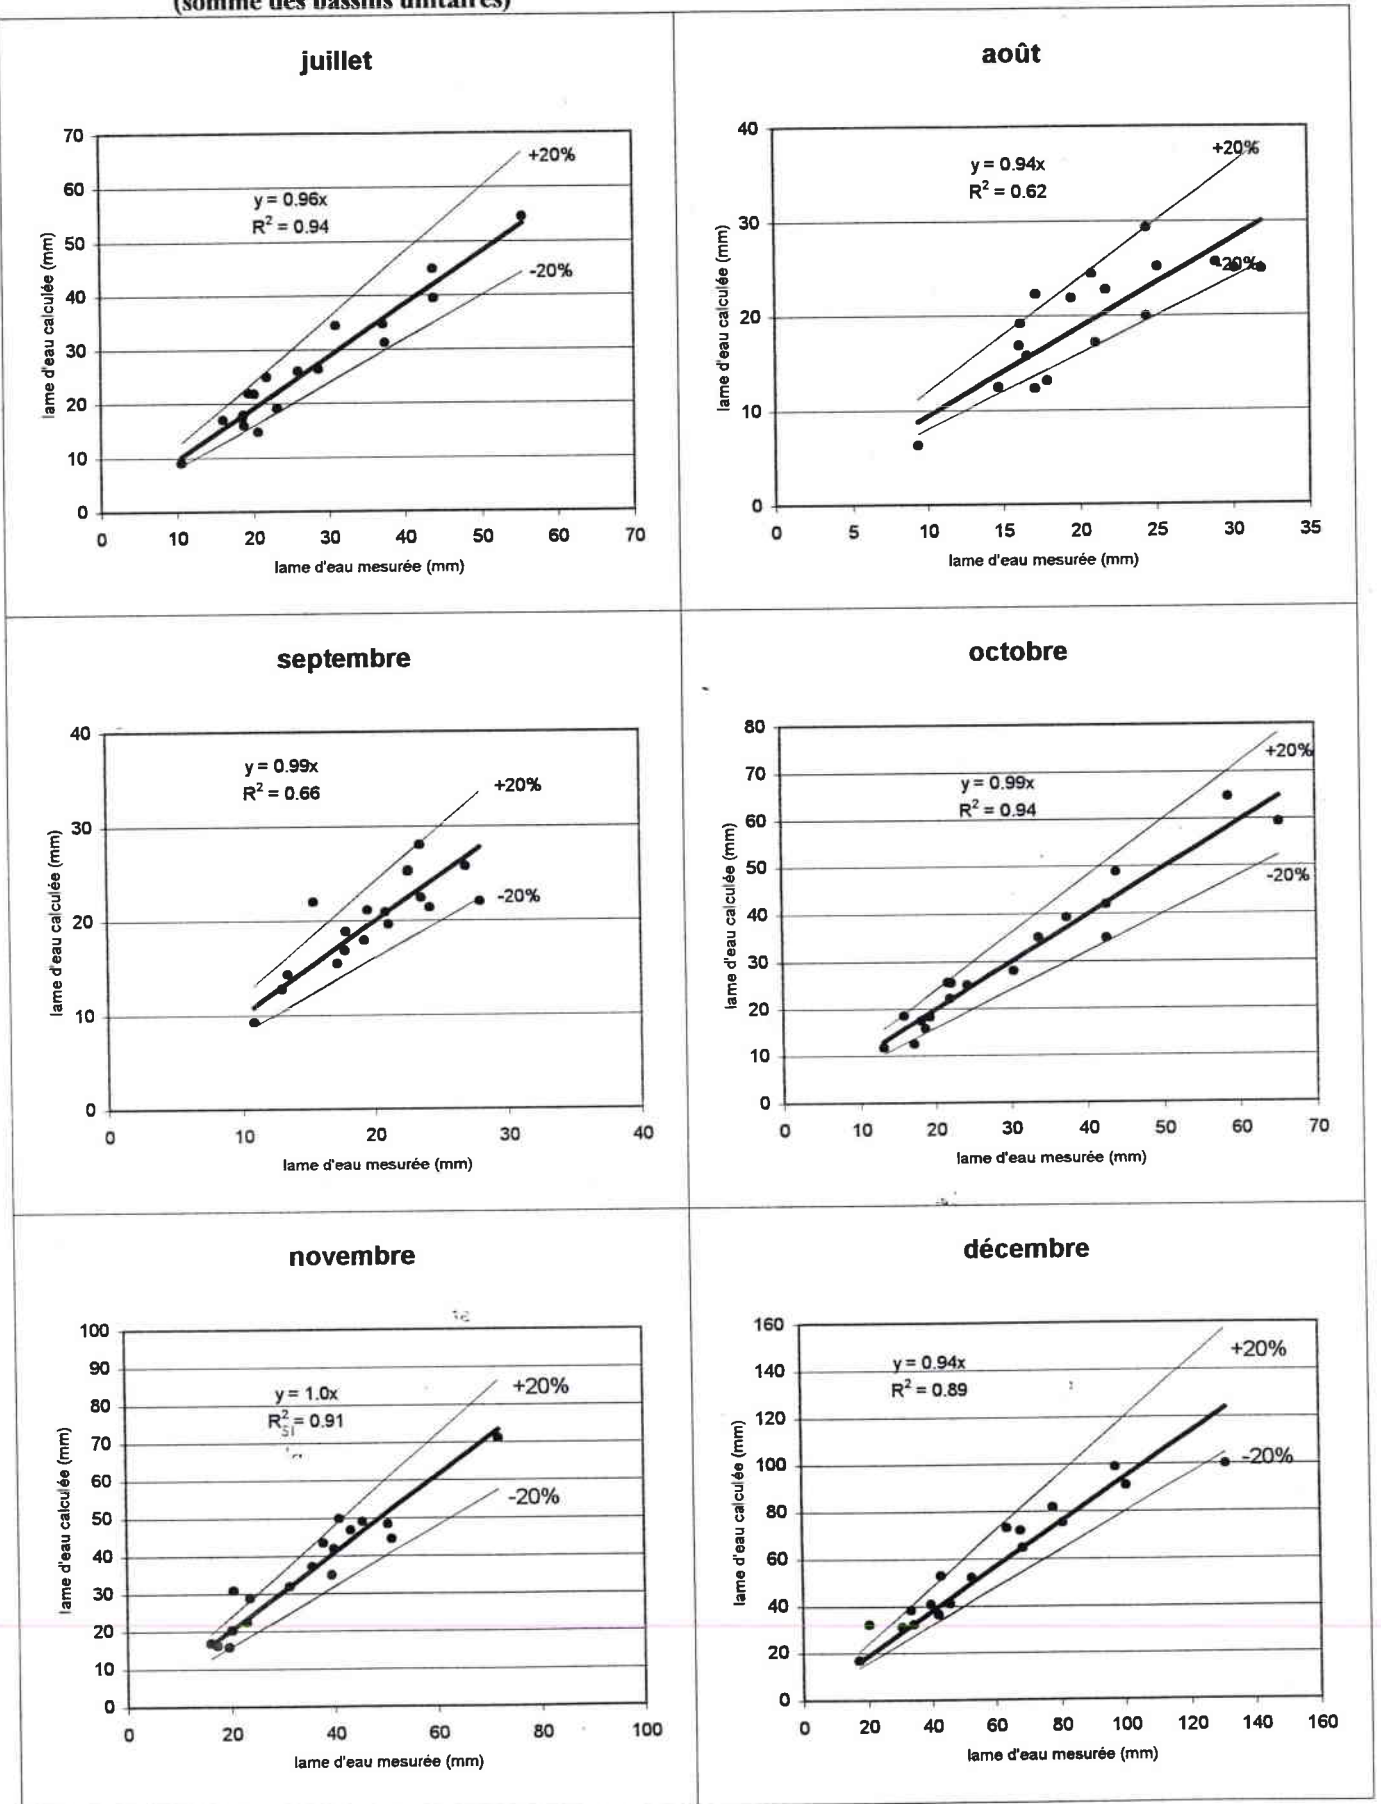 (somme des bassins unitaires)
juillet
70
60
50
40
30
20
10
0
lame d'eau calculée (mm)
y = 0.96x
R² = 0.94
+20%
-20%
0 10 20 30 40 50 60 70
lame d'eau mesurée (mm)
août
40
30
20
10
0
lame d'eau calculée (mm)
y = 0.94x
R² = 0.62
+20%
-20%
0 5 10 15 20 25 30 35
lame d'eau mesurée (mm)
septembre
40
30
20
10
0
lame d'eau calculée (mm)
y = 0.99x
R² = 0.66
+20%
-20%
0 10 20 30 40
lame d'eau mesurée (mm)
octobre
80
70
60
50
40
30
20
10
0
lame d'eau calculée (mm)
y = 0.99x
R² = 0.94
+20%
-20%
0 10 20 30 40 50 60 70
lame d'eau mesurée (mm)
novembre
100
90
80
70
60
50
40
30
20
10
0
lame d'eau calculée (mm)
y = 1.0x
R² = 0.91
+20%
-20%
0 20 40 60 80 100
lame d'eau mesurée (mm)
décembre
160
140
120
100
80
60
40
20
0
lame d'eau calculée (mm)
y = 0.94x
R² = 0.89
+20%
-20%
0 20 40 60 80 100 120 140 160
lame d'eau mesurée (mm)